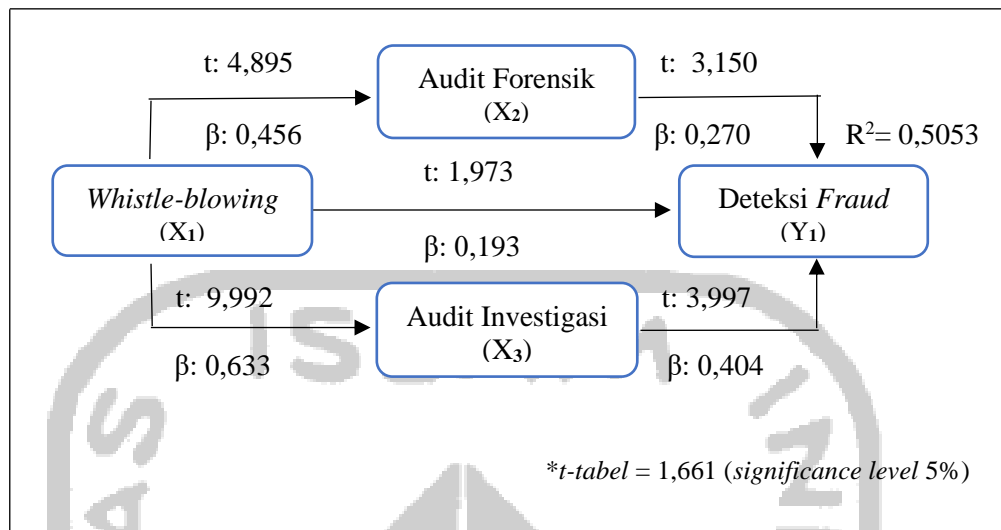 t: 4,895
Audit Forensik
(X2)
t: 3,150
β: 0,456
β: 0,270
R2= 0,5053
t: 1,973
Whistle-blowing
(X1)
Deteksi Fraud
(Y1)
β: 0,193
t: 9,992
Audit Investigasi
(X3)
t: 3,997
β: 0,633
β: 0,404
*t-tabel = 1,661 (significance level 5%)